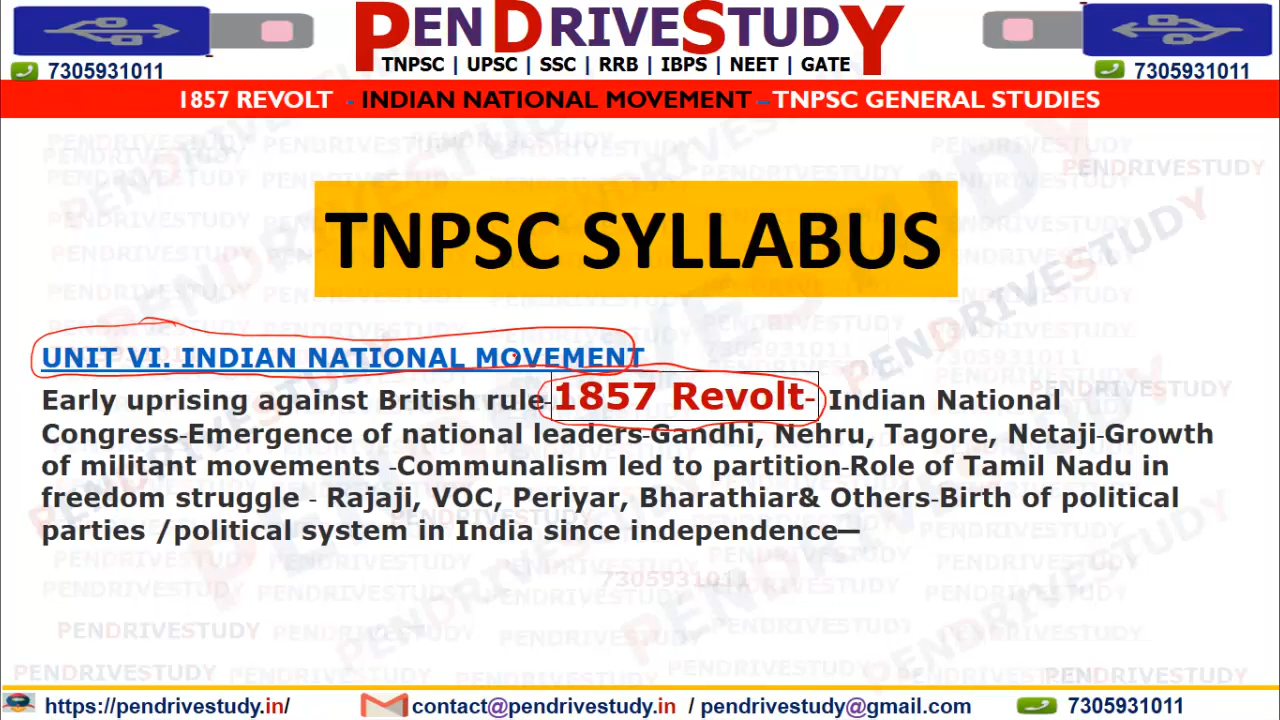 PENDRIVESTUDY
TNPSC | UPSC | SSC | RRB | IBPS | NEET | GATE
7305931011
7305931011
1857 REVOLT - INDIAN NATIONAL MOVEMENT –TNPSC GENERAL STUDIES
TNPSC SYLLABUS
UNIT VI. INDIAN NATIONAL MOVEMENT
Early uprising against British rule-1857 Revolt- Indian National
Congress-Emergence of national leaders-Gandhi, Nehru, Tagore, Netaji-Growth
of militant movements -Communalism led to partition-Role of Tamil Nadu in
freedom struggle - Rajaji, VOC, Periyar, Bharathiar& Others-Birth of political
parties /political system in India since independence—
7305931011
PENDRIVESTUDY
https://pendrivestudy.in/ contact@pendrivestudy.in / pendrivestudy@gmail.com 7305931011